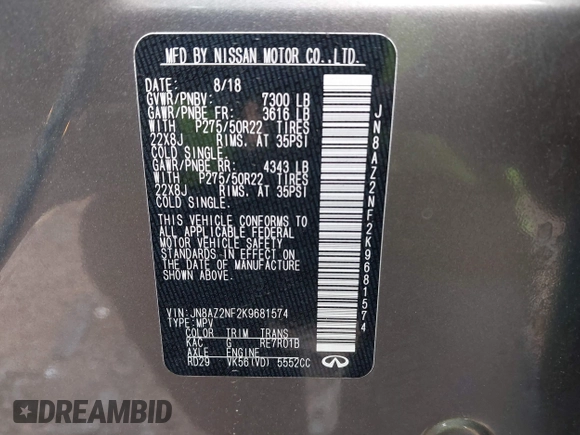 MFD BY NISSAN MOTOR CO.,LTD.
DATE: 8/18
GVWR/PNBV: 7300 LB
GAWR/PNBE FR: 3616 LB
WITH P275/50R22 TIRES
22X8J RIMS. AT 35PSI
COLD SINGLE.
GAWR/PNBE RR: 4343 LB
WITH P275/50R22 TIRES
22X8J RIMS. AT 35PSI
COLD SINGLE.
THIS VEHICLE CONFORMS TO
ALL APPLICABLE FEDERAL
MOTOR VEHICLE SAFETY
STANDARDS IN EFFECT ON
THE DATE OF MANUFACTURE
SHOWN ABOVE.
VIN:JN8AZ2NF2K9681574
TYPE:MPV
COLOR TRIM TRANS
KAC G RE7R01B
AXLE ENGINE
RD29 VK56(VD) 5552CC
JN8AZ2NF2K9681574
DREAMBID